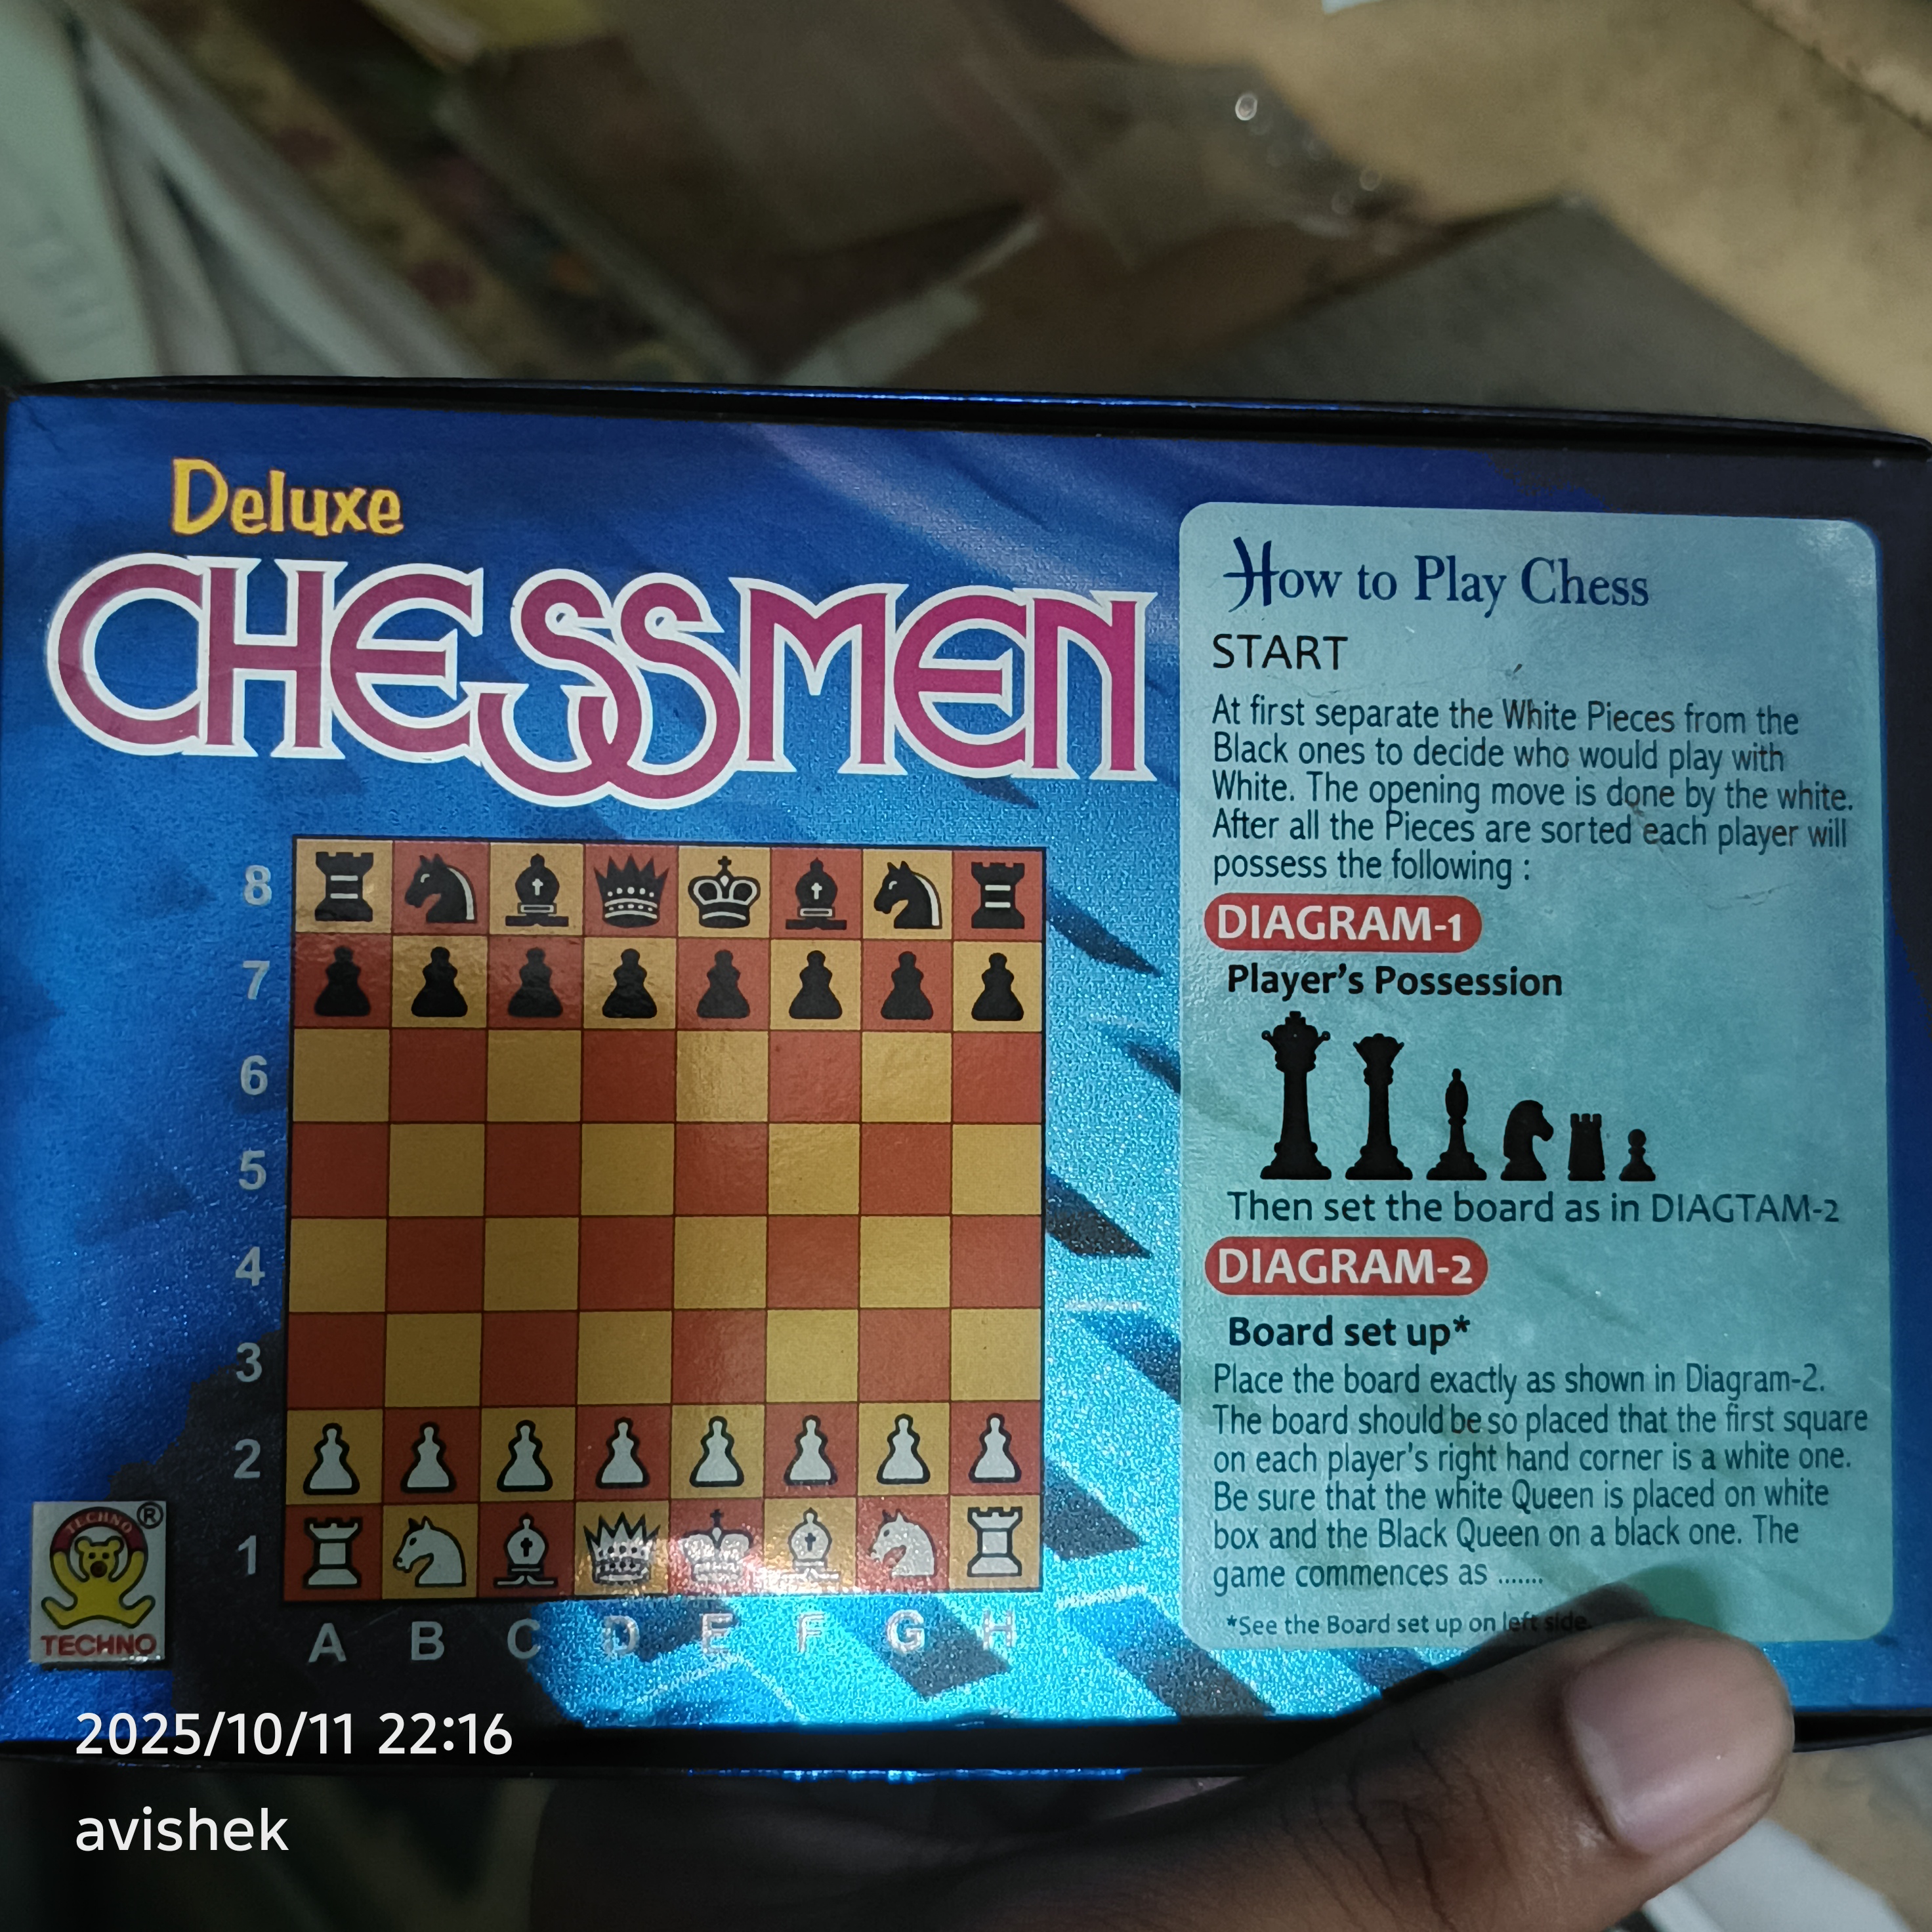 Deluxe
CHESSMEN
8
7
6
5
4
3
2
1
A B C D E F G H
TECHNO ®
TECHNO
How to Play Chess
START
At first separate the White Pieces from the
Black ones to decide who would play with
White. The opening move is done by the white.
After all the Pieces are sorted each player will
possess the following :
DIAGRAM-1
Player's Possession
Then set the board as in DIAGTAM-2
DIAGRAM-2
Board set up*
Place the board exactly as shown in Diagram-2.
The board should be so placed that the first square
on each player's right hand corner is a white one.
Be sure that the white Queen is placed on white
box and the Black Queen on a black one. The
game commences as .......
*See the Board set up on left side.
2025/10/11 22:16
avishek